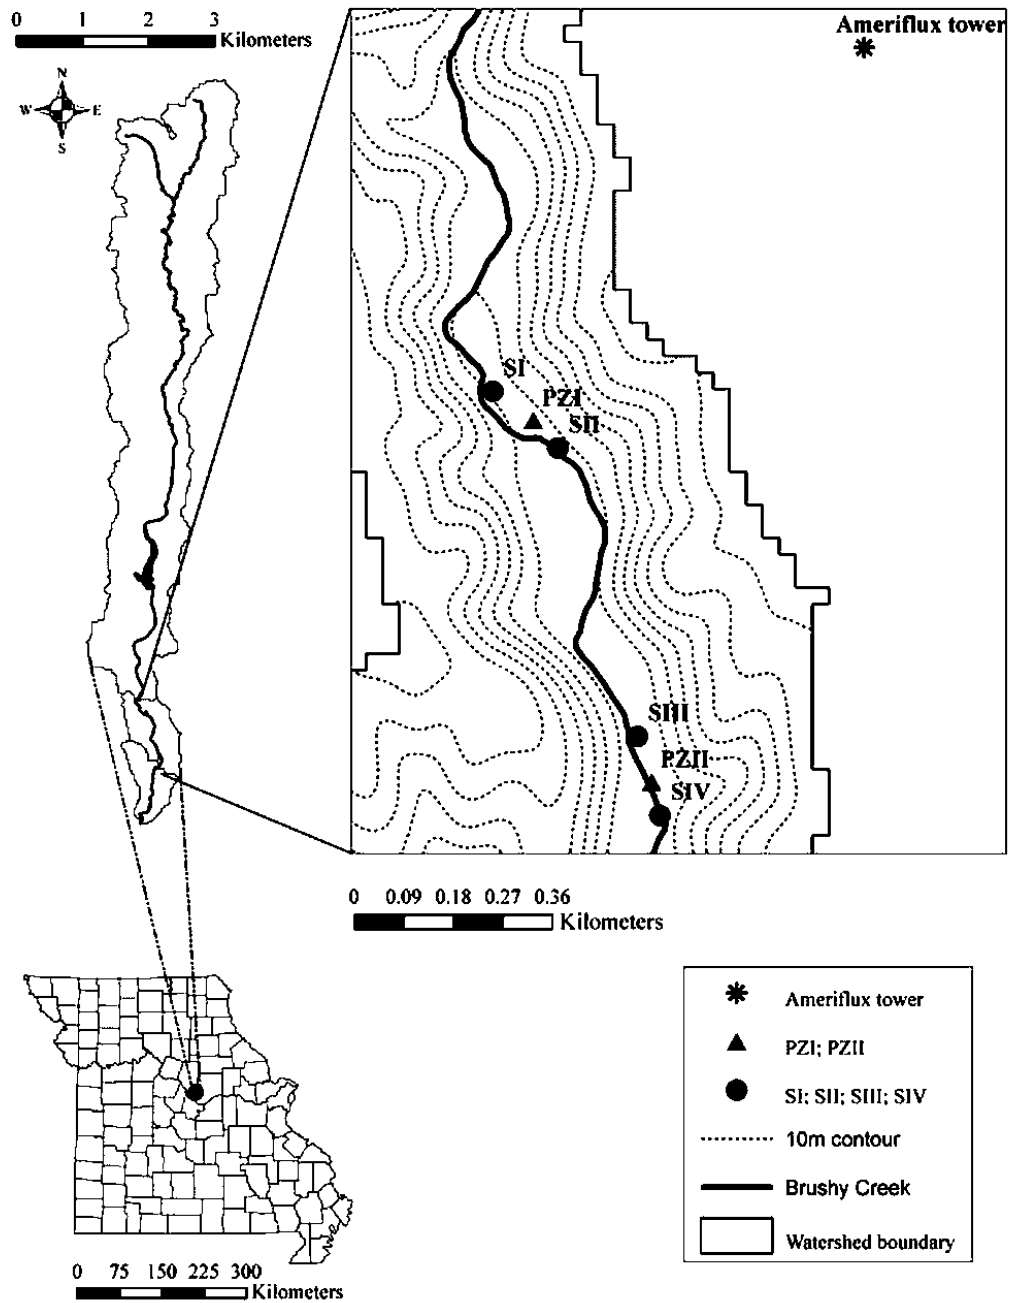 0 1 2 3
Kilometers
N
W E
S
Ameriflux tower
SI
PZI
SII
SIII
PZII
SIV
0 0.09 0.18 0.27 0.36
Kilometers
Ameriflux tower
PZI; PZII
SI; SII; SIII; SIV
10m contour
Brushy Creek
Watershed boundary
0 75 150 225 300
Kilometers